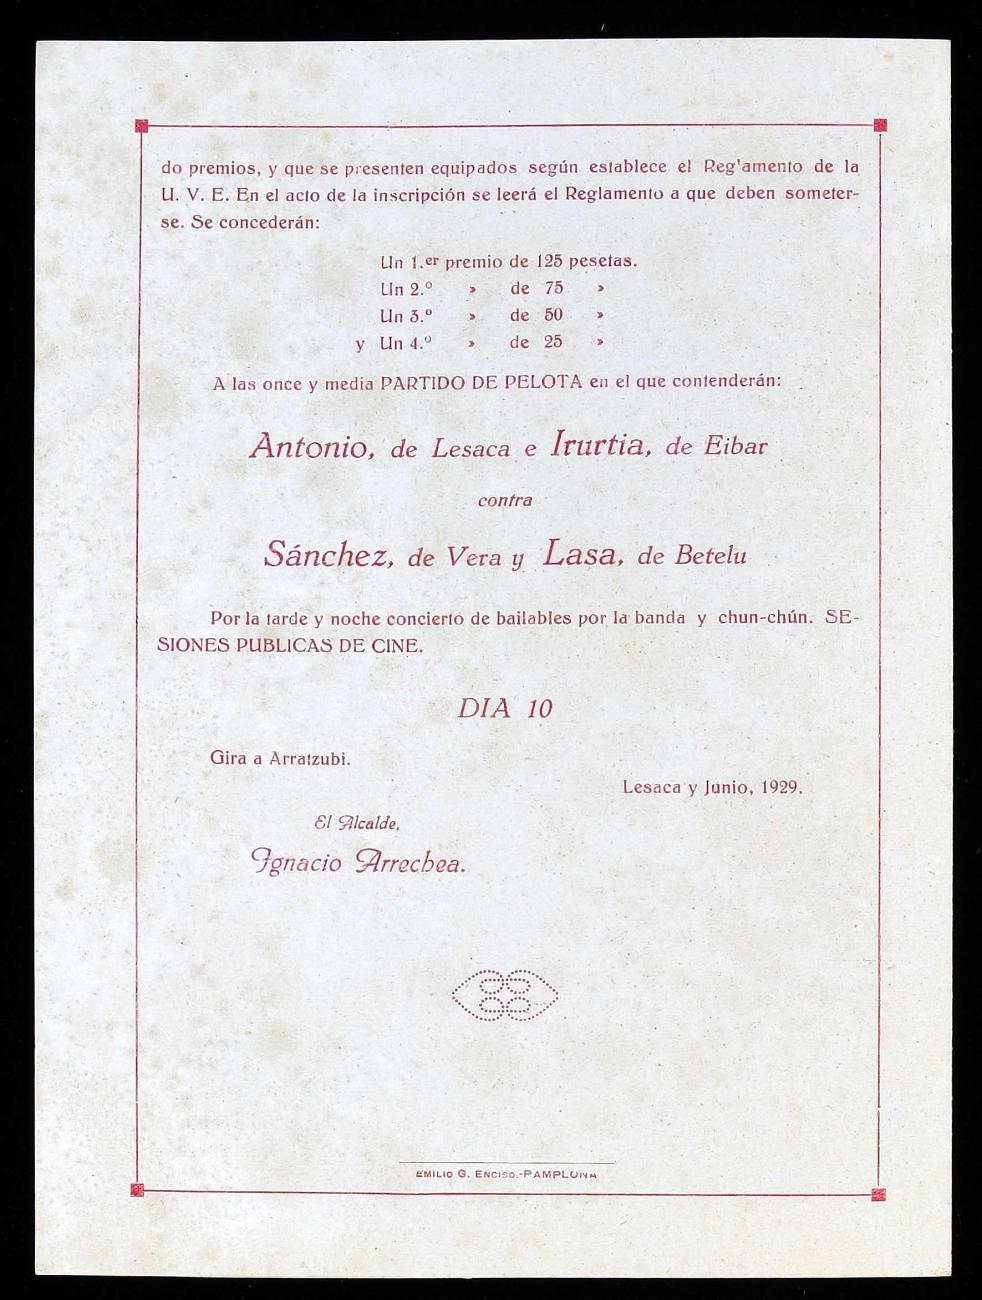 do premios, y que se presenten equipados según establece el Reg'amento de la
U. V. E. En el acto de la inscripción se leerá el Reglamento a que deben someter-
se. Se concederán:
Un 1.er premio de 125 pesetas.
Un 2.º » de 75 »
Un 3.º » de 50 »
y Un 4.º » de 25 »
A las once y media PARTIDO DE PELOTA en el que contenderán:
Antonio, de Lesaca e Irurtia, de Eibar
contra
Sánchez, de Vera y Lasa, de Betelu
Por la tarde y noche concierto de bailables por la banda y chun-chún. SE-
SIONES PUBLICAS DE CINE.
DIA 10
Gira a Arratzubi.
Lesaca y Junio, 1929.
El Alcalde,
Ignacio Arrechea.
EMILIO G. ENCISO.-PAMPLONA